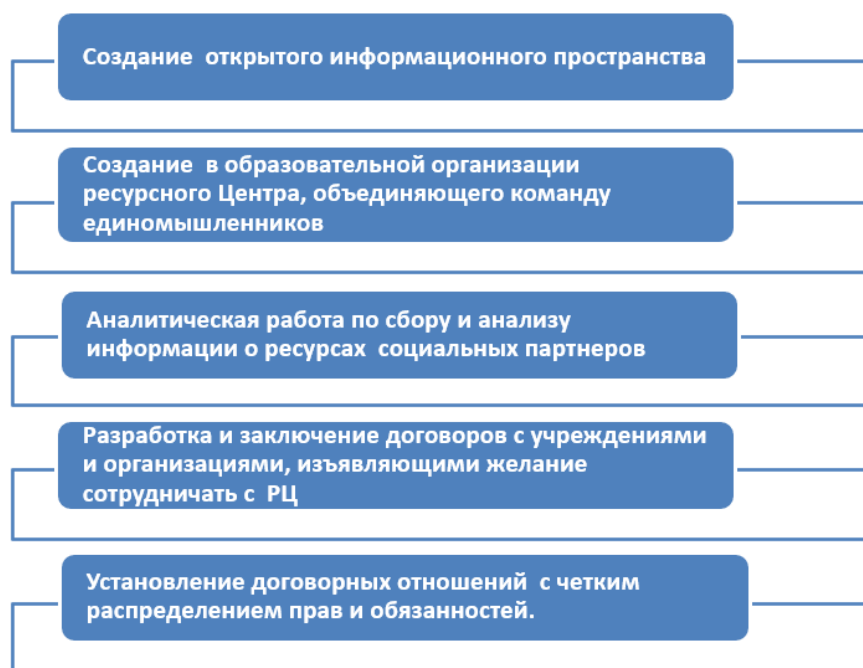 Создание  открытого информационного пространства
Создание  в образовательной организации
ресурсного Центра, объединяющего команду
единомышленников
Аналитическая работа по сбору и анализу
информации о ресурсах  социальных партнеров
Разработка и заключение договоров с учреждениями
и организациями, изъявляющими желание
сотрудничать с  РЦ
Установление договорных отношений  с четким
распределением прав и обязанностей.